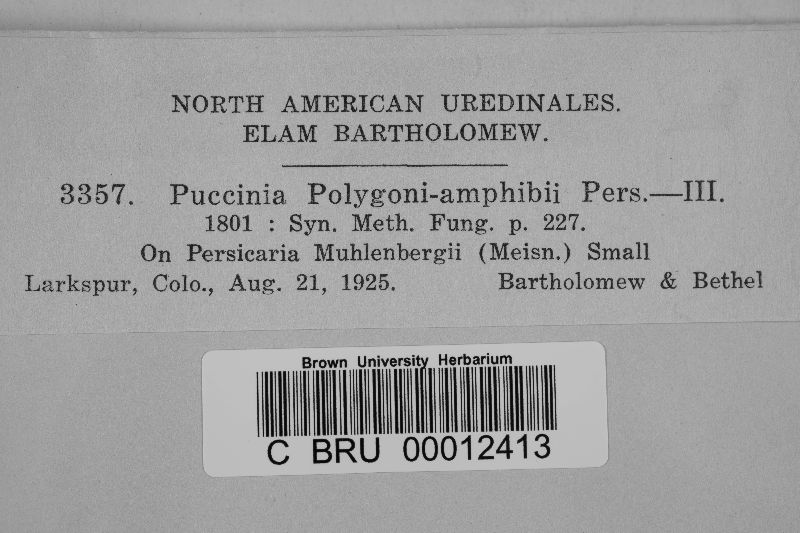 NORTH AMERICAN UREDINALES.
ELAM BARTHOLOMEW.
3357. Puccinia Polygoni-amphibii Pers.—III.
1801 : Syn. Meth. Fung. p. 227.
On Persicaria Muhlenbergii (Meisn.) Small
Larkspur, Colo., Aug. 21, 1925. Bartholomew & Bethel
Brown University Herbarium
C BRU 00012413